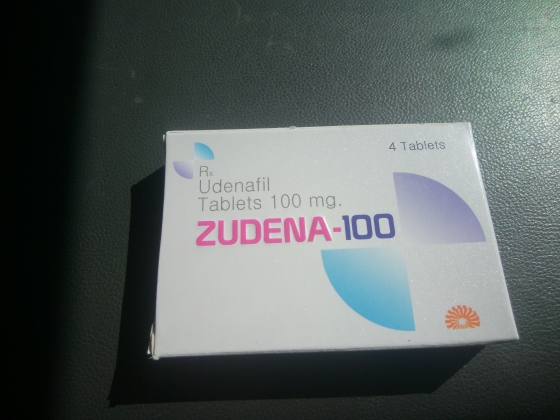 4 Tablets
Rx
Udenafil
Tablets 100 mg.
ZUDENA-100